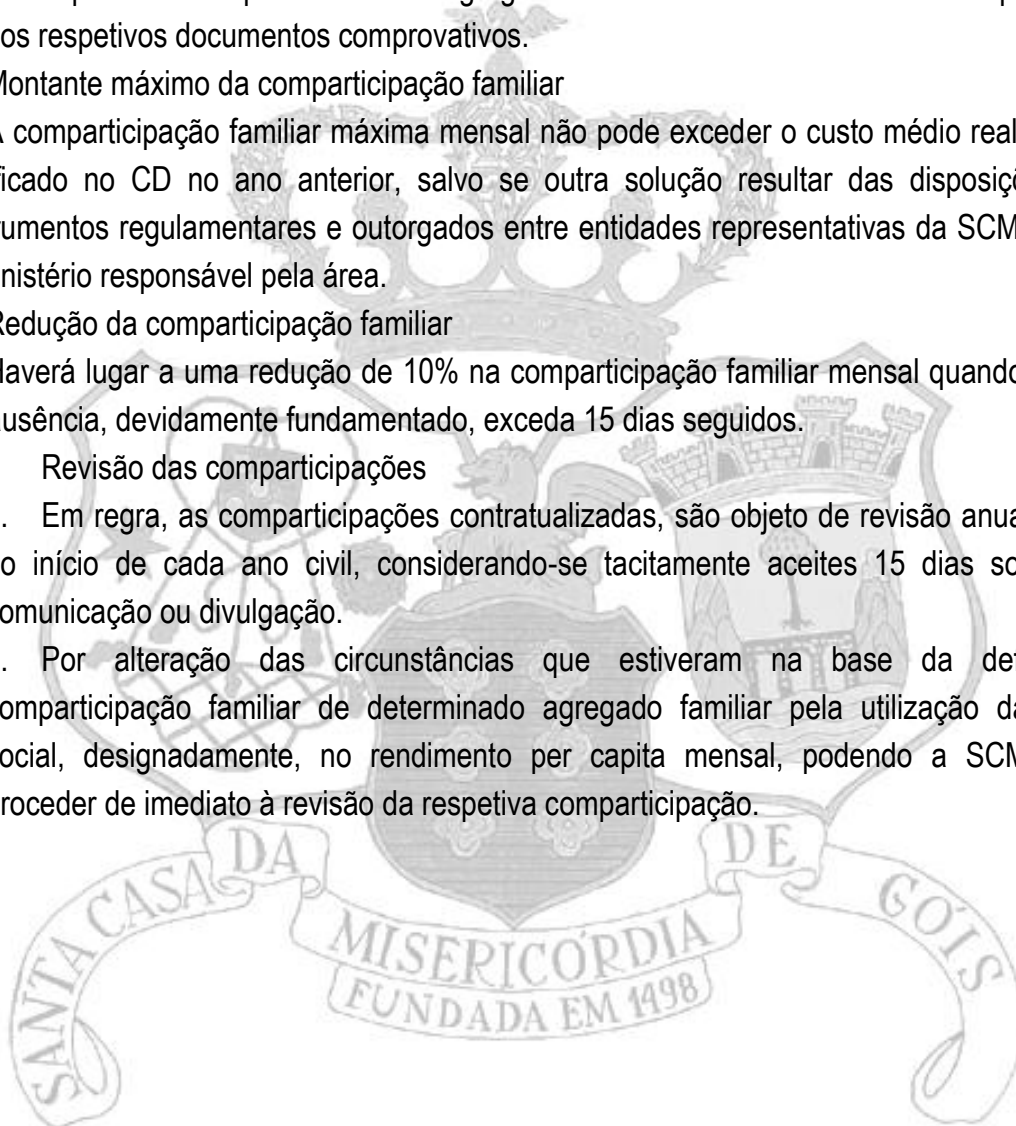 os respetivos documentos comprovativos.
Montante máximo da comparticipação familiar
A comparticipação familiar máxima mensal não pode exceder o custo médio real
ficado no CD no ano anterior, salvo se outra solução resultar das disposiçõ
rumentos regulamentares e outorgados entre entidades representativas da SCM
nistério responsável pela área.
Redução da comparticipação familiar
Haverá lugar a uma redução de 10% na comparticipação familiar mensal quando
ausência, devidamente fundamentado, exceda 15 dias seguidos.
Revisão das comparticipações
. Em regra, as comparticipações contratualizadas, são objeto de revisão anua
o início de cada ano civil, considerando-se tacitamente aceites 15 dias so
comunicação ou divulgação.
. Por alteração das circunstâncias que estiveram na base da def
comparticipação familiar de determinado agregado familiar pela utilização da
social, designadamente, no rendimento per capita mensal, podendo a SCM
proceder de imediato à revisão da respetiva comparticipação.
SANTA CASA DA MISERICÓRDIA DE GÓIS
FUNDADA EM 1498